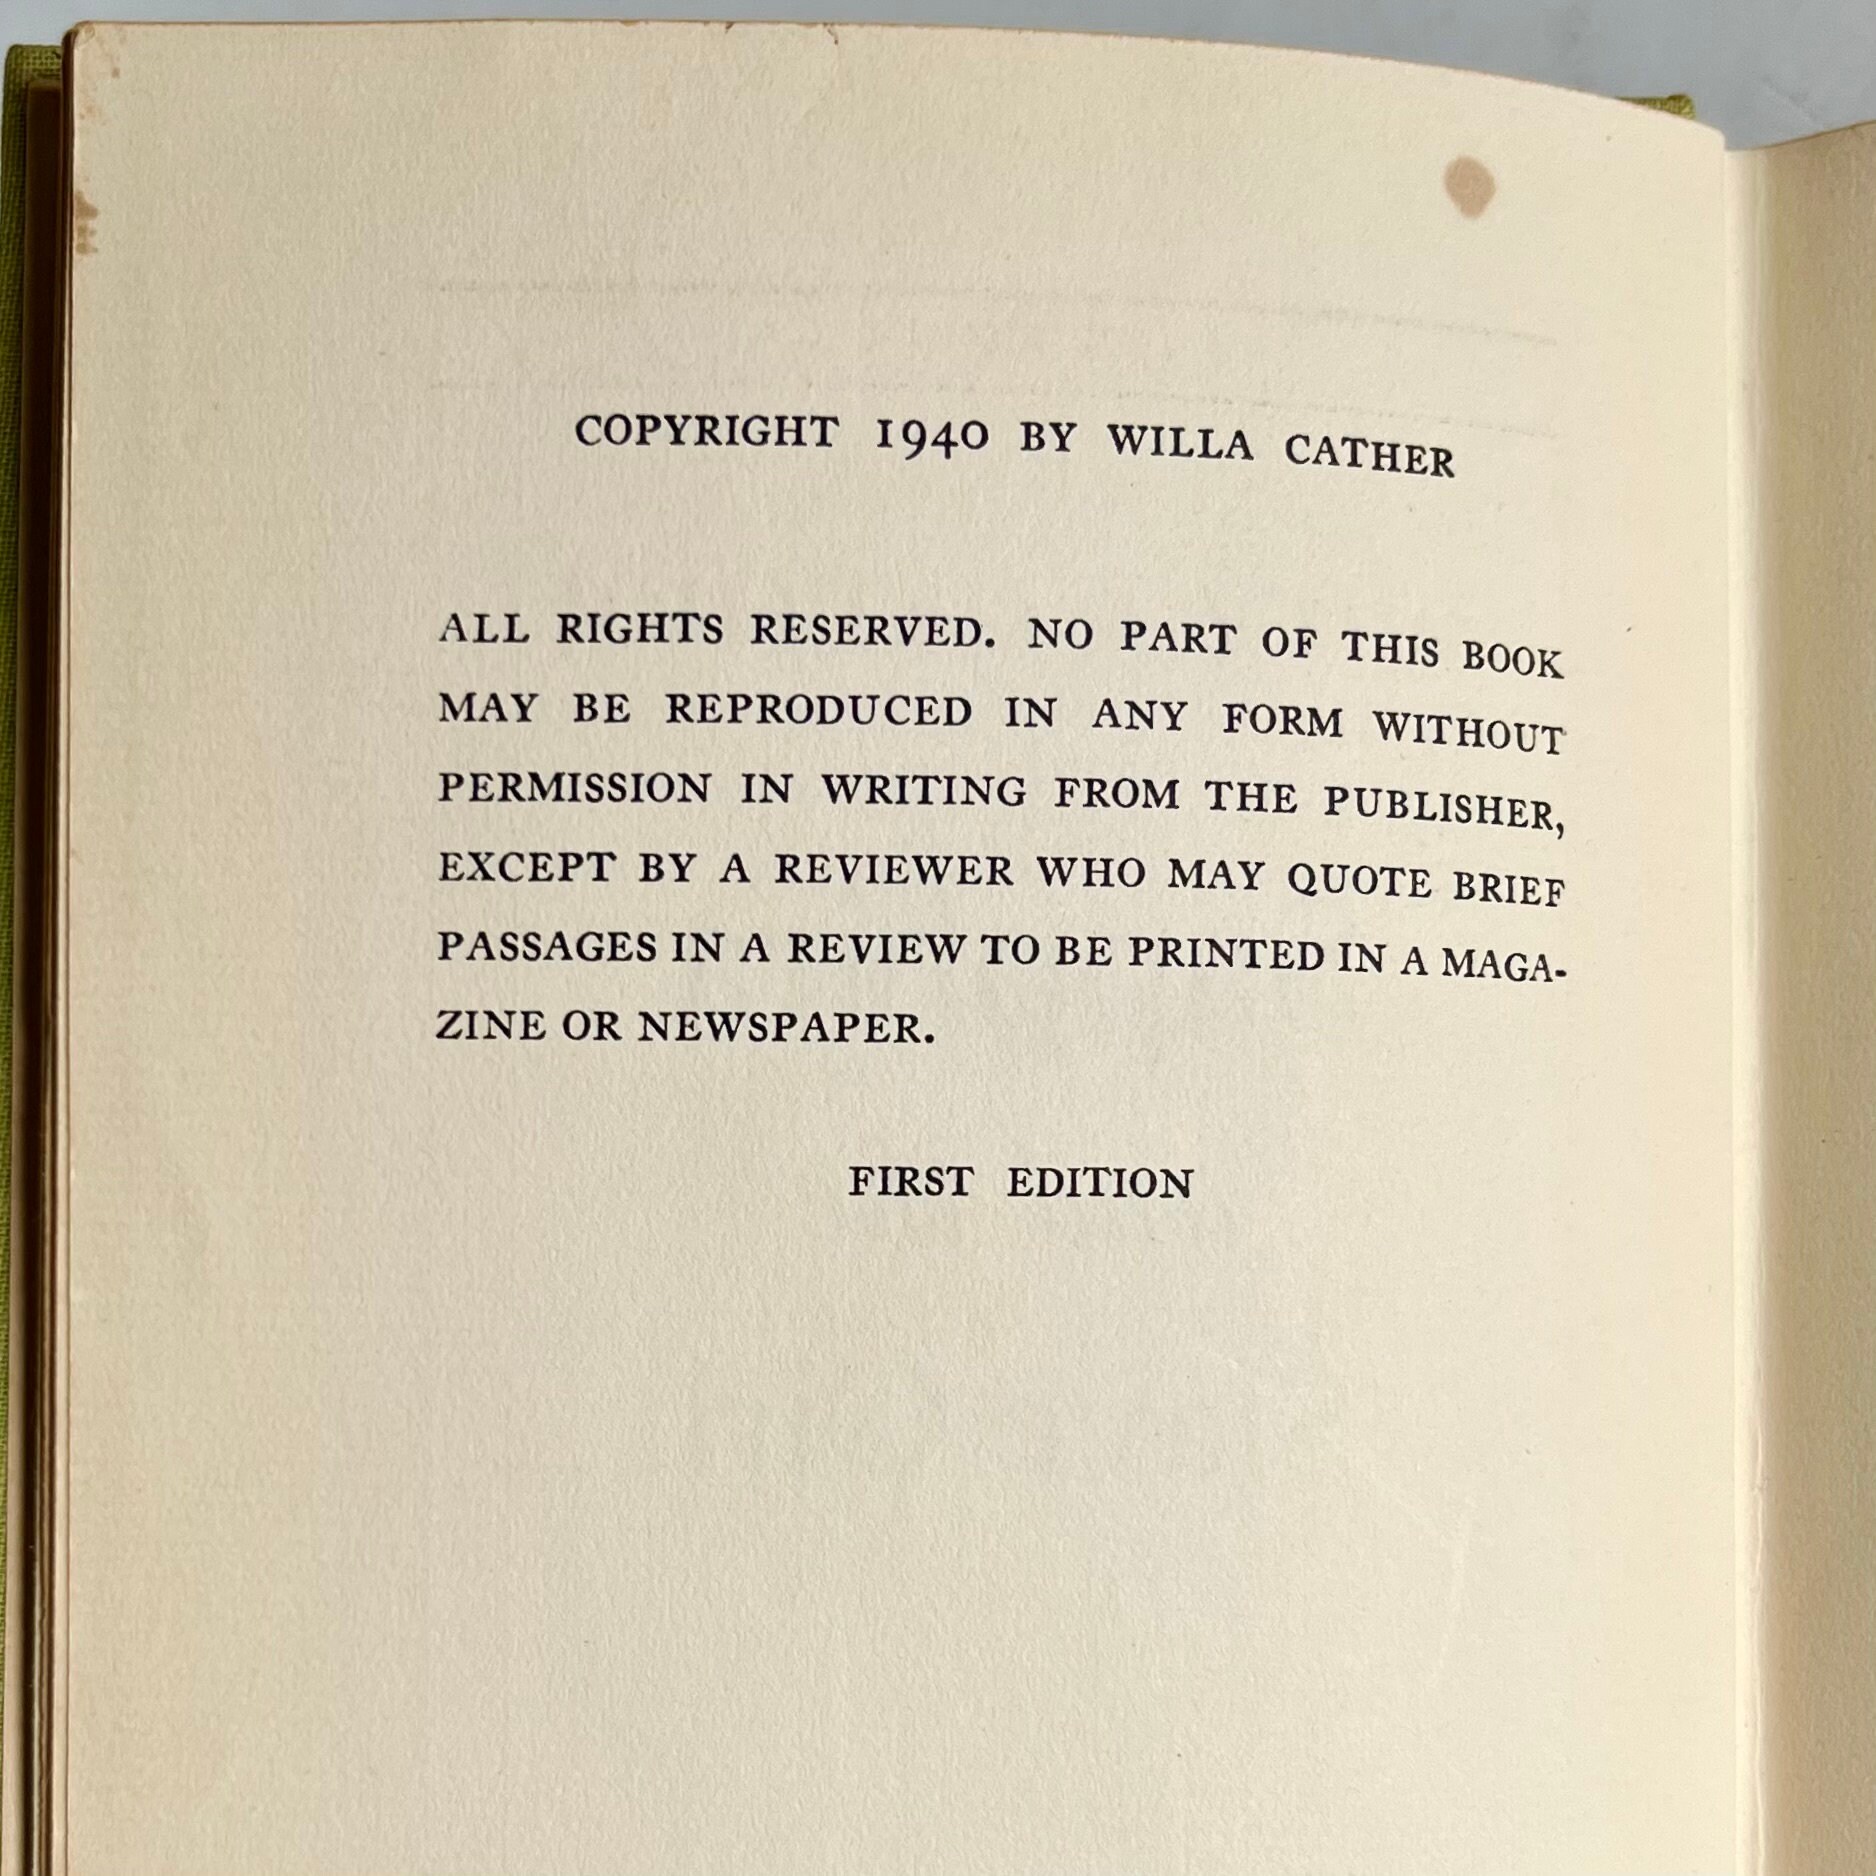 COPYRIGHT 1940 BY WILLA CATHER
ALL RIGHTS RESERVED. NO PART OF THIS BOOK
MAY BE REPRODUCED IN ANY FORM WITHOUT
PERMISSION IN WRITING FROM THE PUBLISHER,
EXCEPT BY A REVIEWER WHO MAY QUOTE BRIEF
PASSAGES IN A REVIEW TO BE PRINTED IN A MAGA-
ZINE OR NEWSPAPER.
FIRST EDITION